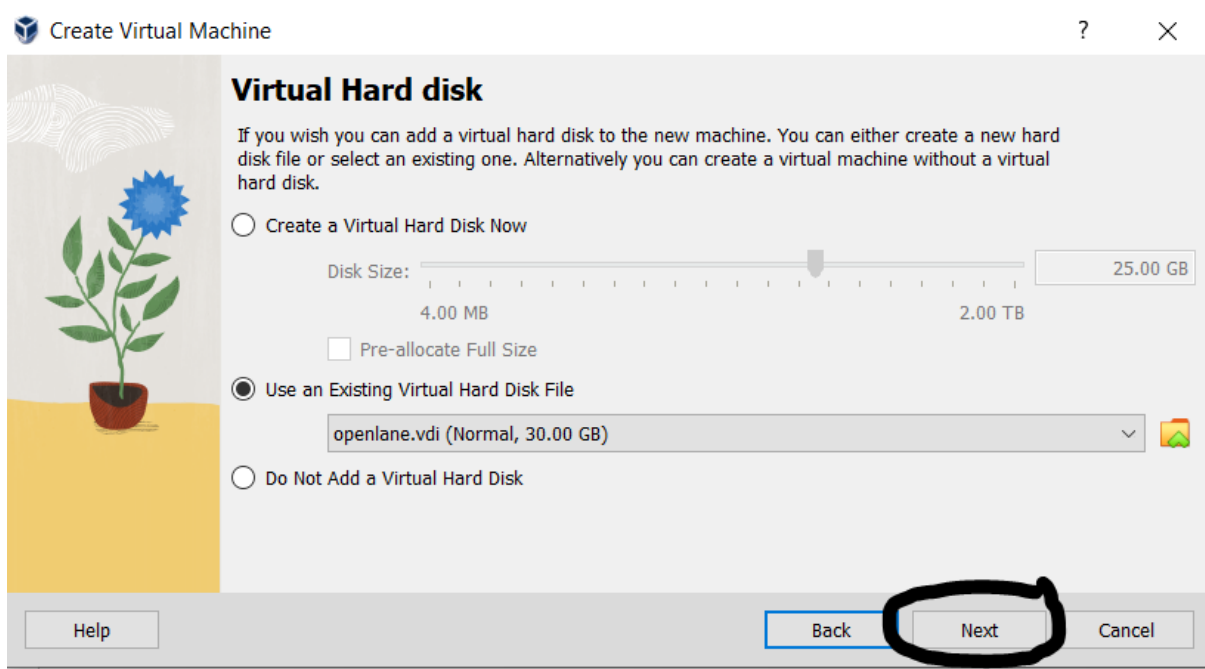 Create Virtual Machine
?
Virtual Hard disk
If you wish you can add a virtual hard disk to the new machine. You can either create a new hard
disk file or select an existing one. Alternatively you can create a virtual machine without a virtual
hard disk.
Create a Virtual Hard Disk Now
Disk Size:
25.00 GB
4.00 MB
2.00 TB
Pre-allocate Full Size
Use an Existing Virtual Hard Disk File
openlane.vdi (Normal, 30.00 GB)
Do Not Add a Virtual Hard Disk
Help
Back
Next
Cancel